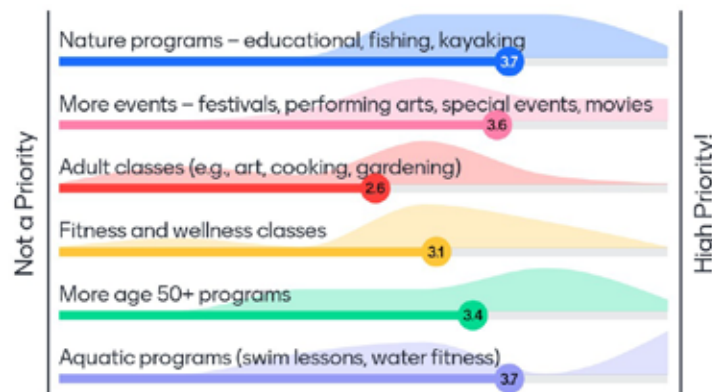 Not a Priority
Nature programs – educational, fishing, kayaking
3.7
More events – festivals, performing arts, special events, movies
3.6
Adult classes (e.g., art, cooking, gardening)
2.6
Fitness and wellness classes
3.1
More age 50+ programs
3.4
Aquatic programs (swim lessons, water fitness)
3.7
High Priority!